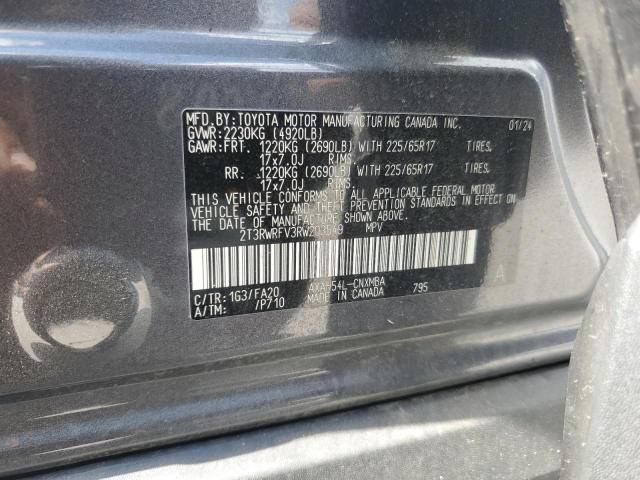 MFD.BY:TOYOTA MOTOR MANUFACTURING CANADA INC. 01/24
GVWR:2230KG (4920LB)
GAWR:FRT. 1220KG (2690LB) WITH 225/65R17 TIRES,
17x7.0J RIMS,
RR. 1220KG (2690LB) WITH 225/65R17 TIRES,
17x7.0J RIMS.
THIS VEHICLE CONFORMS TO ALL APPLICABLE FEDERAL MOTOR
VEHICLE SAFETY AND THEFT PREVENTION STANDARDS IN EFFECT ON
THE DATE OF MANUFACTURE SHOWN ABOVE.
2T3RWRFV3RW203549 MPV
C/TR: 1G3/FA20 AXAH54L-CNXMBA
A/TM: /P710 MADE IN CANADA 795
A